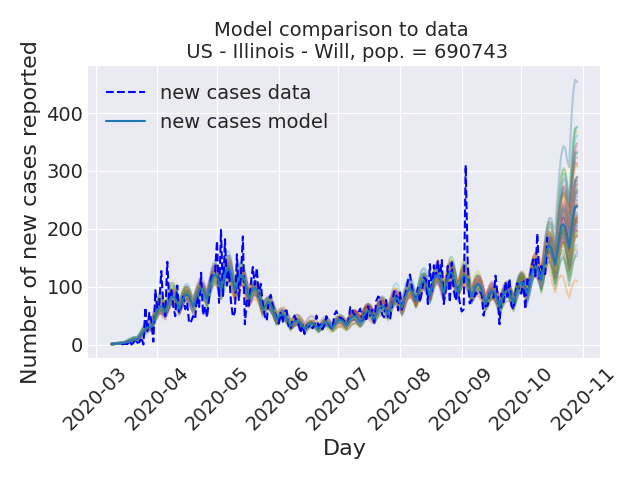 Model comparison to data
US - Illinois - Will, pop. = 690743
new cases data
new cases model
Number of new cases reported
400
300
200
100
0
2020-03
2020-04
2020-05
2020-06
2020-07
2020-08
2020-09
2020-10
2020-11
Day